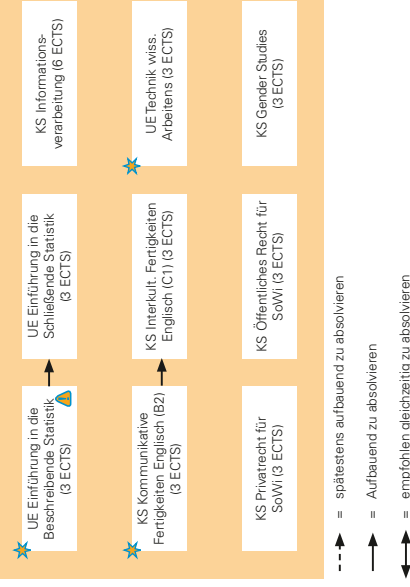 UE Einführung in die
Beschreibende Statistik
(3 ECTS)
UE Einführung in die
Schließende Statistik
(3 ECTS)
KS Informations-
verarbeitung (6 ECTS)
KS Kommunikative
Fertigkeiten Englisch (B2)
(3 ECTS)
KS Interkult. Fertigkeiten
Englisch (C1) (3 ECTS)
UE Technik wiss.
Arbeitens (3 ECTS)
KS Privatrecht für
SoWi (3 ECTS)
KS Öffentliches Recht für
SoWi (3 ECTS)
KS Gender Studies
(3 ECTS)
= spätestens aufbauend zu absolvieren
= Aufbauend zu absolvieren
= empfohlen gleichzeitig zu absolvieren